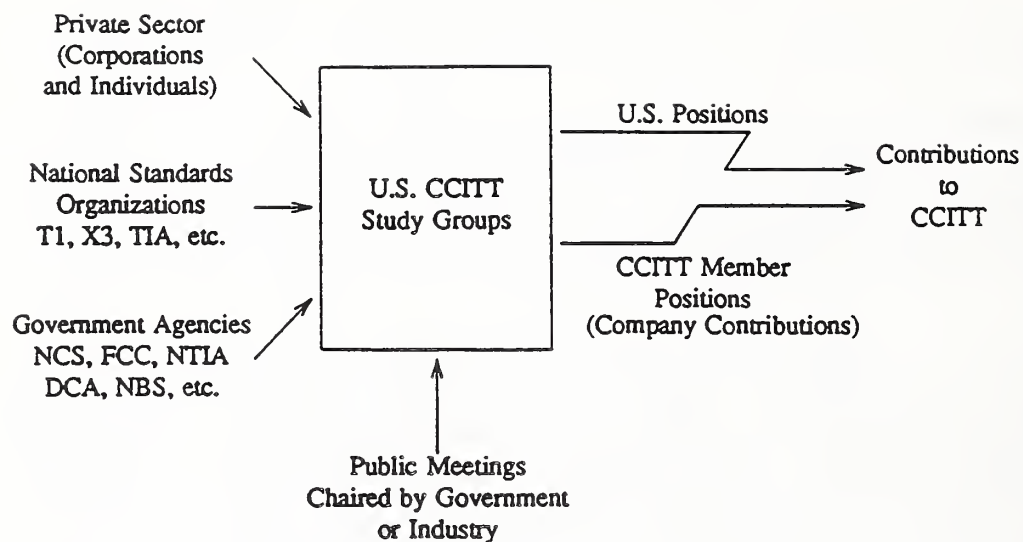 Private Sector
(Corporations
and Individuals)
National Standards
Organizations
T1, X3, TIA, etc.
Government Agencies
NCS, FCC, NTIA
DCA, NBS, etc.
U.S. CCITT
Study Groups
Public Meetings
Chaired by Government
or Industry
U.S. Positions
CCITT Member
Positions
(Company Contributions)
Contributions
to
CCITT